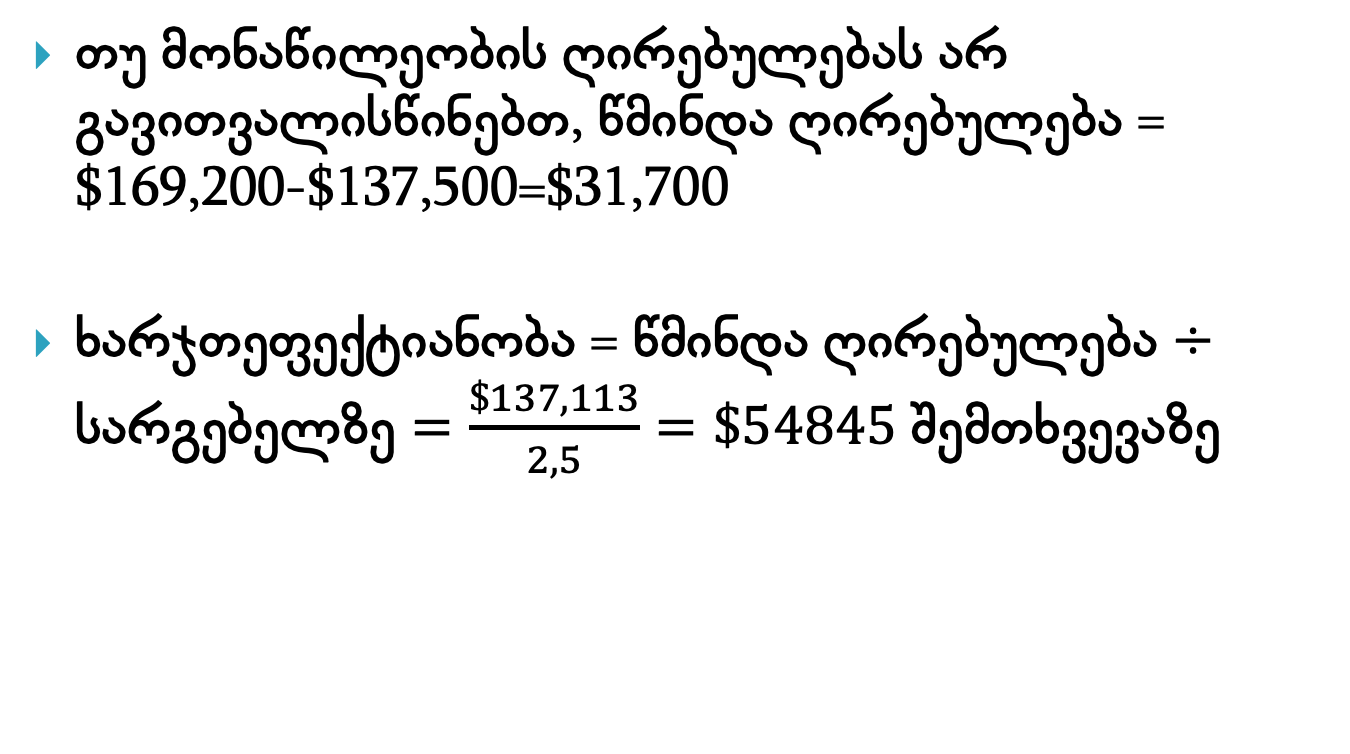 თუ მონაწილეობის ღირებულებას არ
გავითვალისწინებთ, წმინდა ღირებულება =
$169,200-$137,500=$31,700
ხარჯთეფექტიანობა = წმინდა ღირებულება ÷
სარგებელზე = $137,113 / 2,5 = $54845 შემთხვევაზე